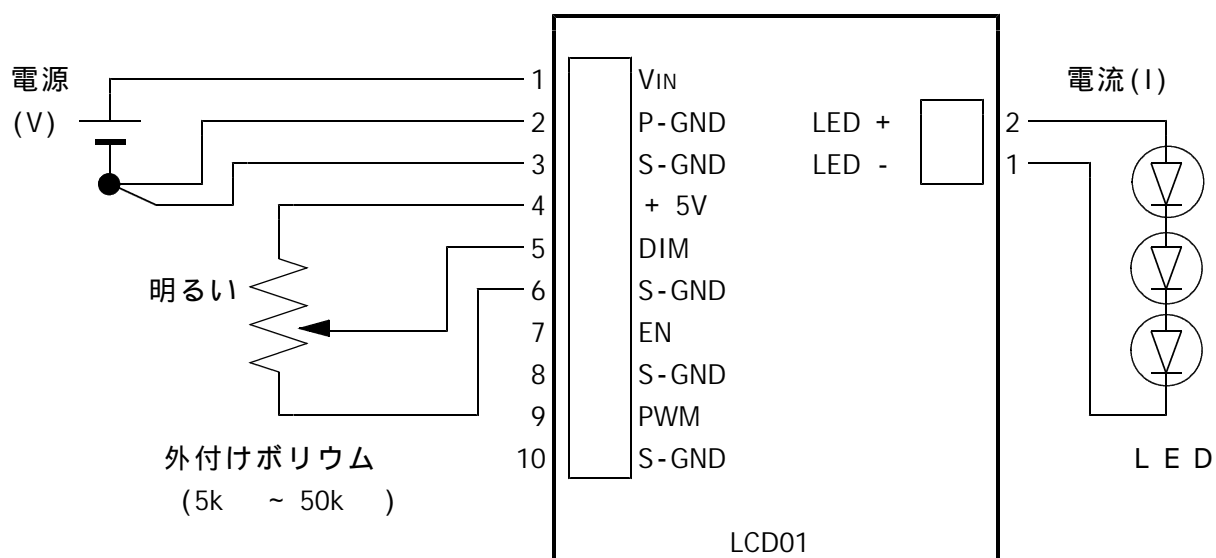 電源
(V)
1 VIN
2 P-GND
3 S-GND
4 + 5V
5 DIM
6 S-GND
7 EN
8 S-GND
9 PWM
10 S-GND
LED + 2
LED - 1
電流(I)
明るい
外付けボリウム
(5k ~ 50k )
LED
LCD01